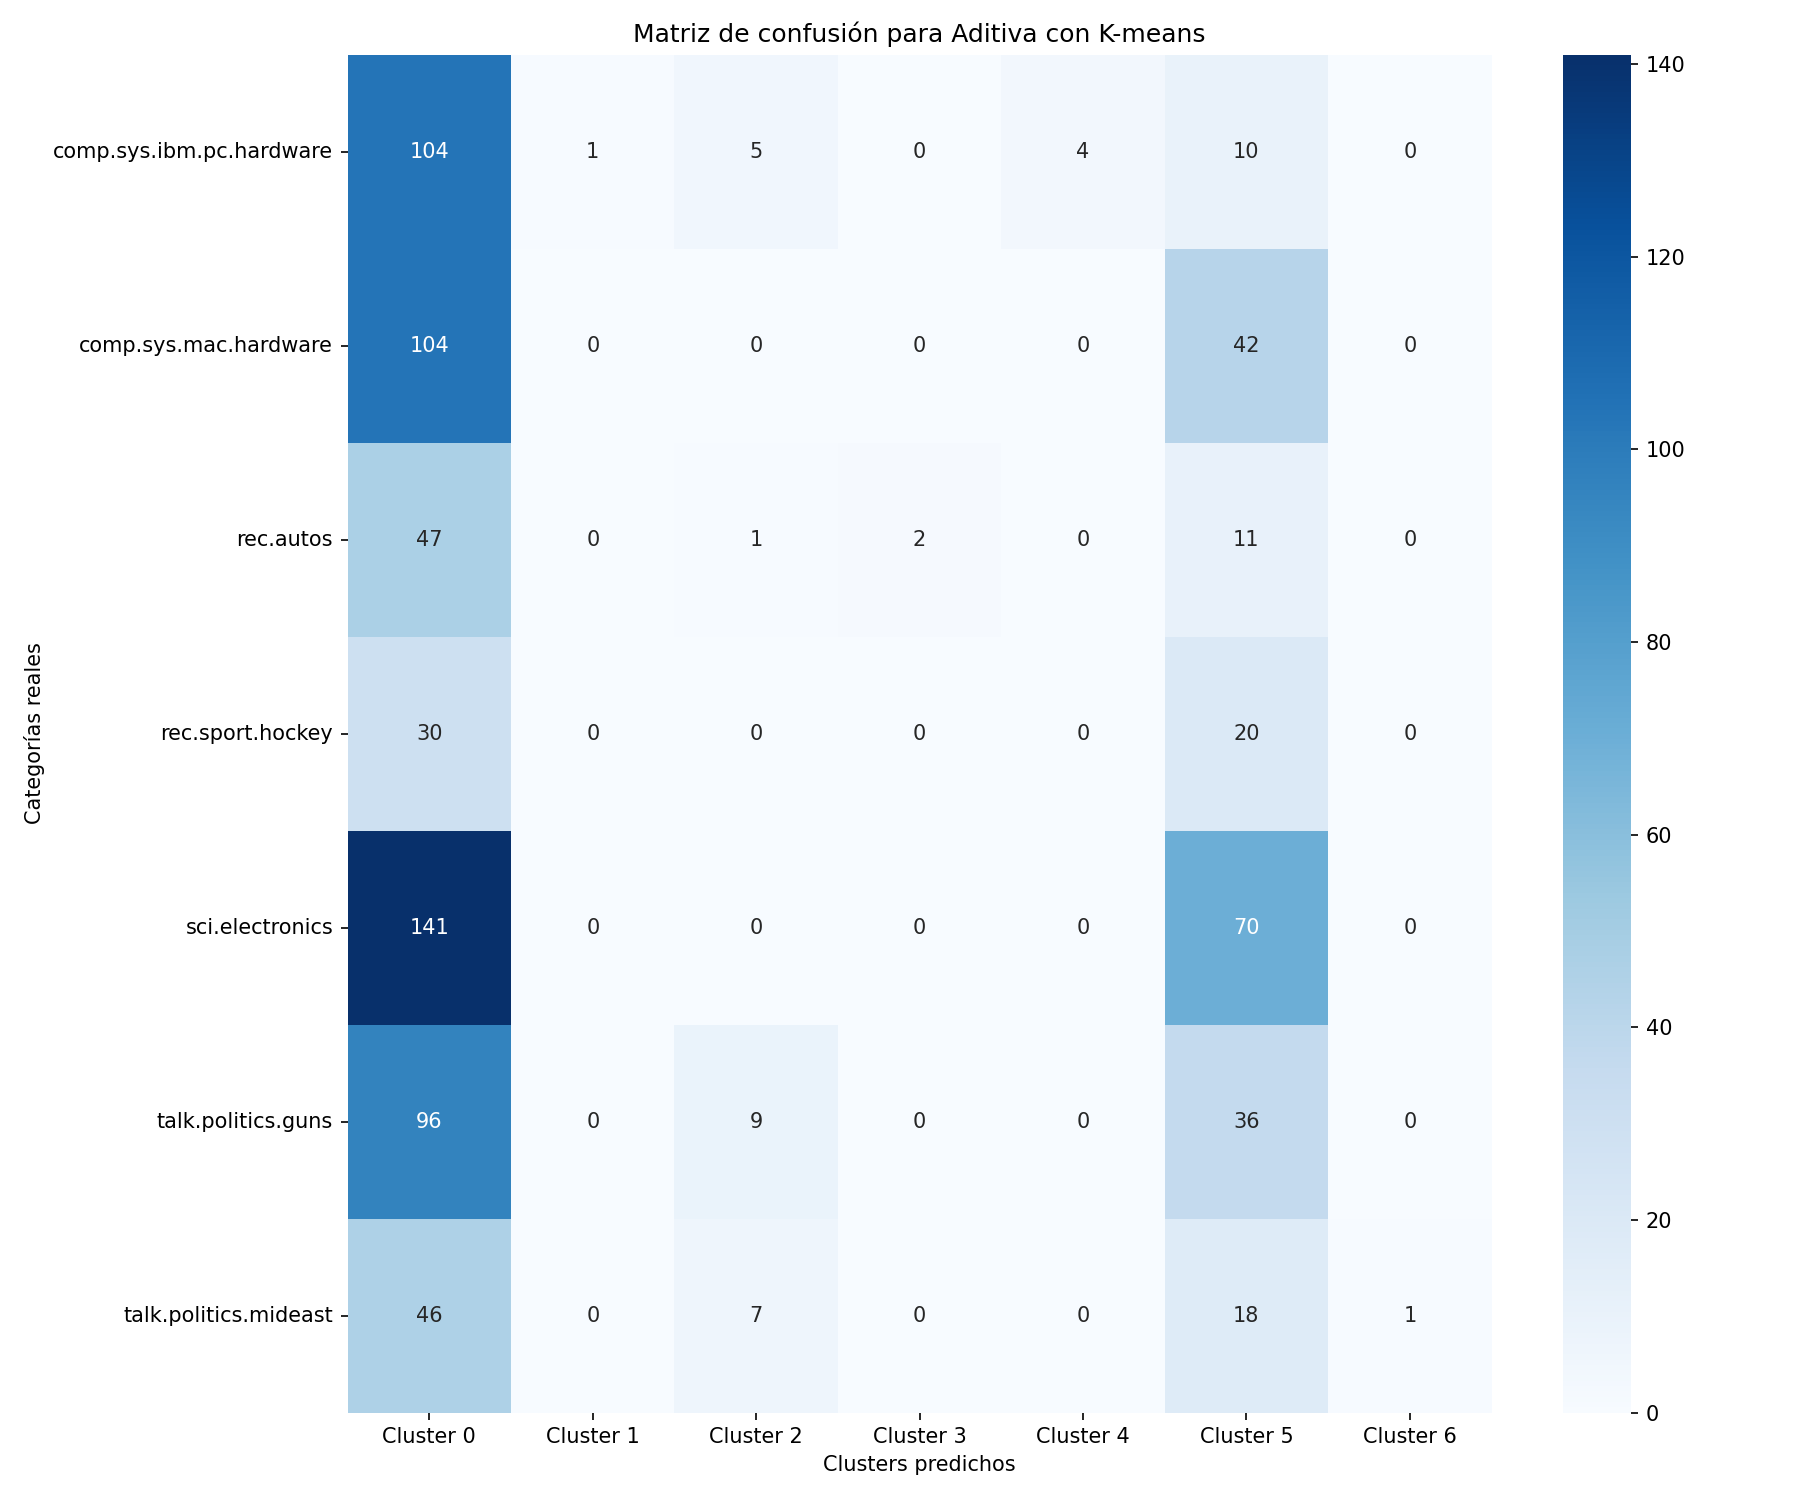 Matriz de confusión para Aditiva con K-means
comp.sys.ibm.pc.hardware 104 1 5 0 4 10 0
comp.sys.mac.hardware 104 0 0 0 0 42 0
rec.autos 47 0 1 2 0 11 0
rec.sport.hockey 30 0 0 0 0 20 0
sci.electronics 141 0 0 0 0 70 0
talk.politics.guns 96 0 9 0 0 36 0
talk.politics.mideast 46 0 7 0 0 18 1
Cluster 0 Cluster 1 Cluster 2 Cluster 3 Cluster 4 Cluster 5 Cluster 6
Clusters predichos
Categorías reales
140
120
100
80
60
40
20
0